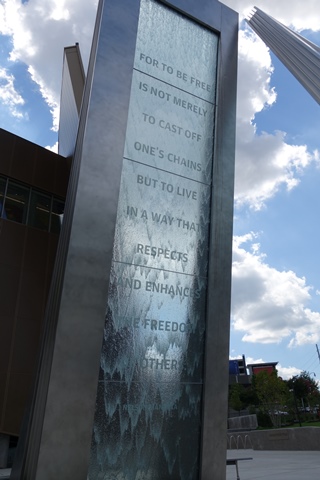 FOR TO BE FREE
IS NOT MERELY
TO CAST OFF
ONE'S CHAINS,
BUT TO LIVE
IN A WAY THAT
RESPECTS
ND ENHANCES
E FREEDO
OTHERS